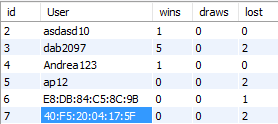 id User wins draws lost
2 asdasd10 1 0 0
3 dab2097 5 0 2
4 Andrea123 1 0 0
5 ap12 0 0 2
6 E8:DB:84:C5:8C:9B 0 0 1
7 40:F5:20:04:17:5F 0 0 2